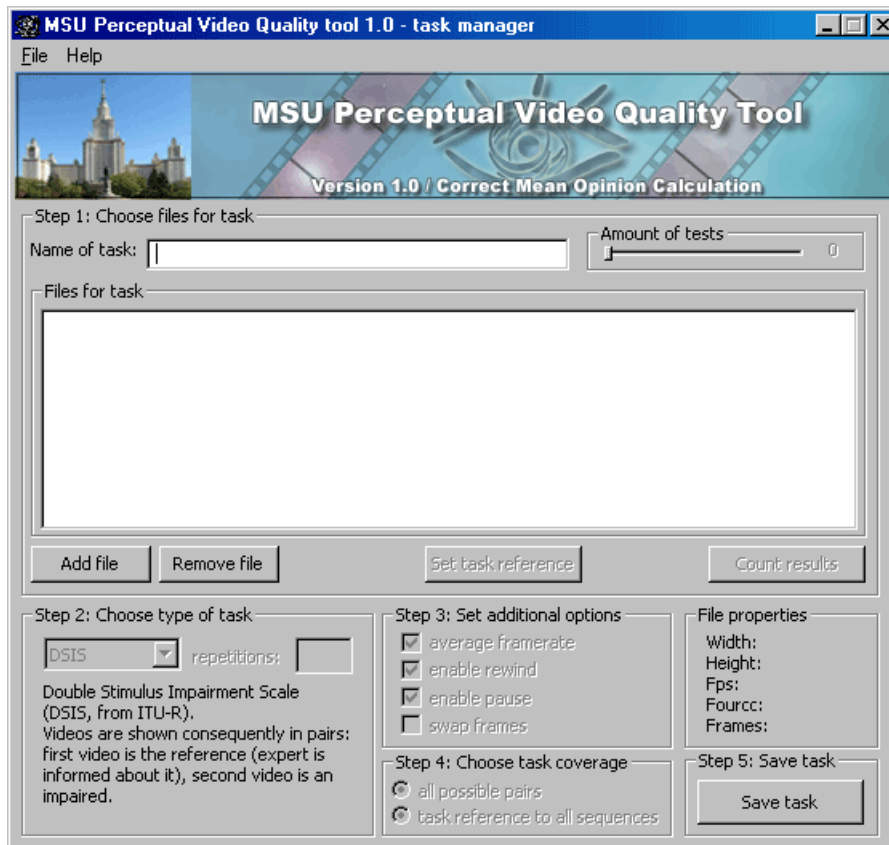 MSU Perceptual Video Quality tool 1.0 - task manager
File Help
MSU Perceptual Video Quality Tool
Version 1.0 / Correct Mean Opinion Calculation
Step 1: Choose files for task
Name of task:
Amount of tests
0
Files for task
Add file
Remove file
Set task reference
Count results
Step 2: Choose type of task
DSIS
repetitions:
Double Stimulus Impairment Scale
(DSIS, from ITU-R).
Videos are shown consequently in pairs:
first video is the reference (expert is
informed about it), second video is an
impaired.
Step 3: Set additional options
average framerate
enable rewind
enable pause
swap frames
Step 4: Choose task coverage
all possible pairs
task reference to all sequences
File properties
Width:
Height:
Fps:
Fourcc:
Frames:
Step 5: Save task
Save task